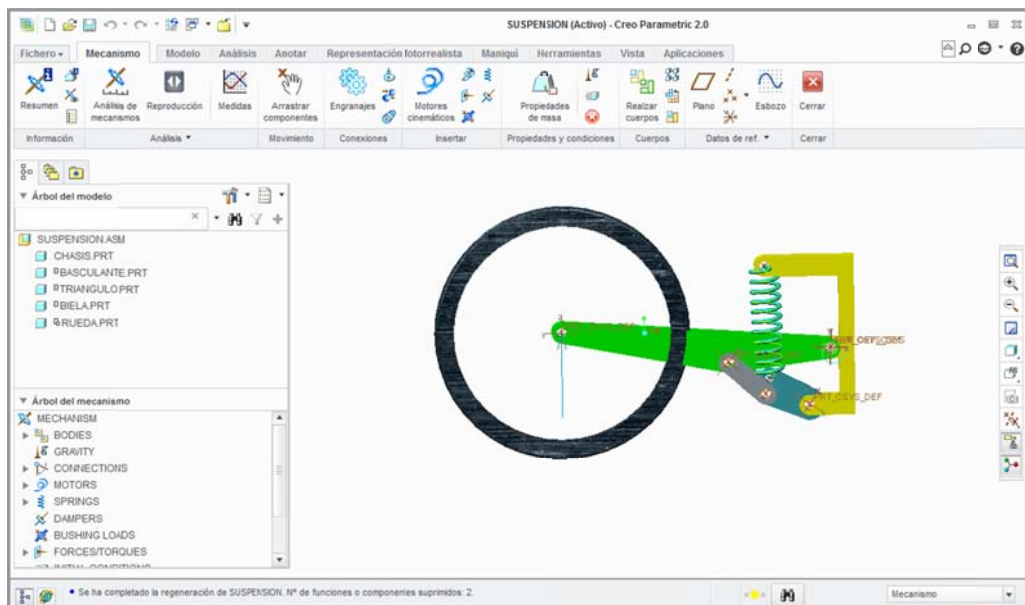 SUSPENSION (Activo) - Creo Parametric 2.0
Fichero Mecanismo Modelo Análisis Anotar Representación fotorrealista Maniquí Herramientas Vista Aplicaciones
Resumen Análisis de mecanismos Reproducción Medidas Arrastrar componentes Engranajes Motores cinemáticos Propiedades de masa Realzar cuerpos Plano Esbozo Cerrar
Información Análisis Movimiento Conexiones Insertar Propiedades y condiciones Cuerpos Datos de ref. Cerrar
Árbol del modelo
SUSPENSION.ASM
CHASIS.PRT
BASCULANTE.PRT
TRIANGULO.PRT
BIELA.PRT
RUEDA.PRT
PRT_CSYS_DEF
Árbol del mecanismo
MECHANISM
BODIES
GRAVITY
CONNECTIONS
MOTORS
SPRINGS
DAMPERS
BUSHING LOADS
FORCES/TORQUES
INITIAL CONDITIONS
Se ha completado la regeneración de SUSPENSION. Nº de funciones o componentes suprimidos: 2.
Mecanismo